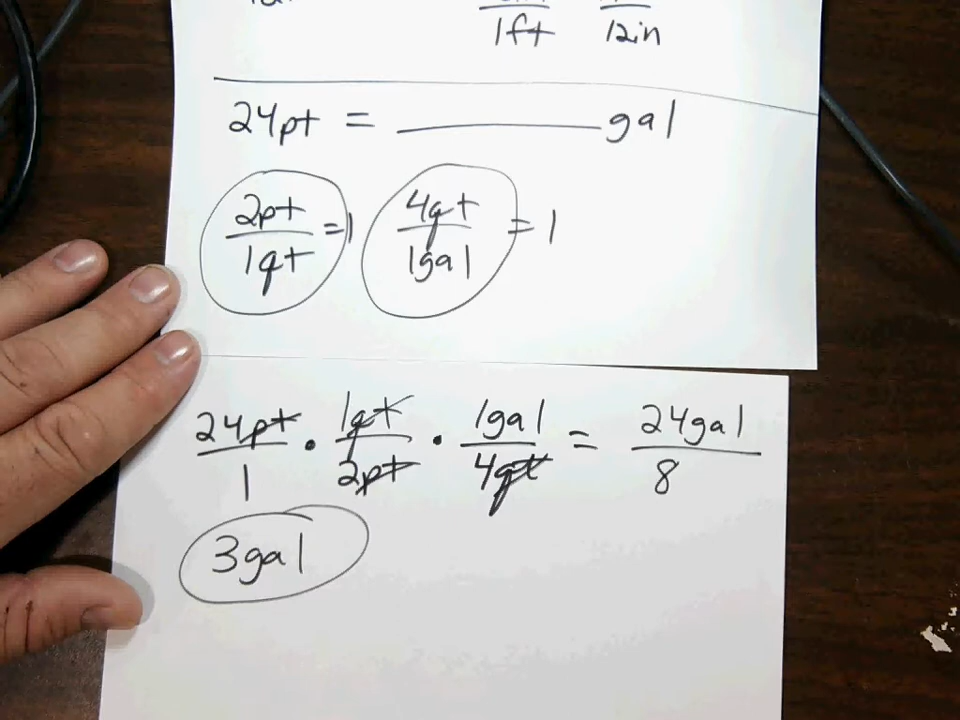 1ft 12in
24pt = ________ gal
2pt/1qt = 1 4qt/1gal = 1
24pt/1 · 1qt/2pt · 1gal/4qt = 24gal/8
3gal